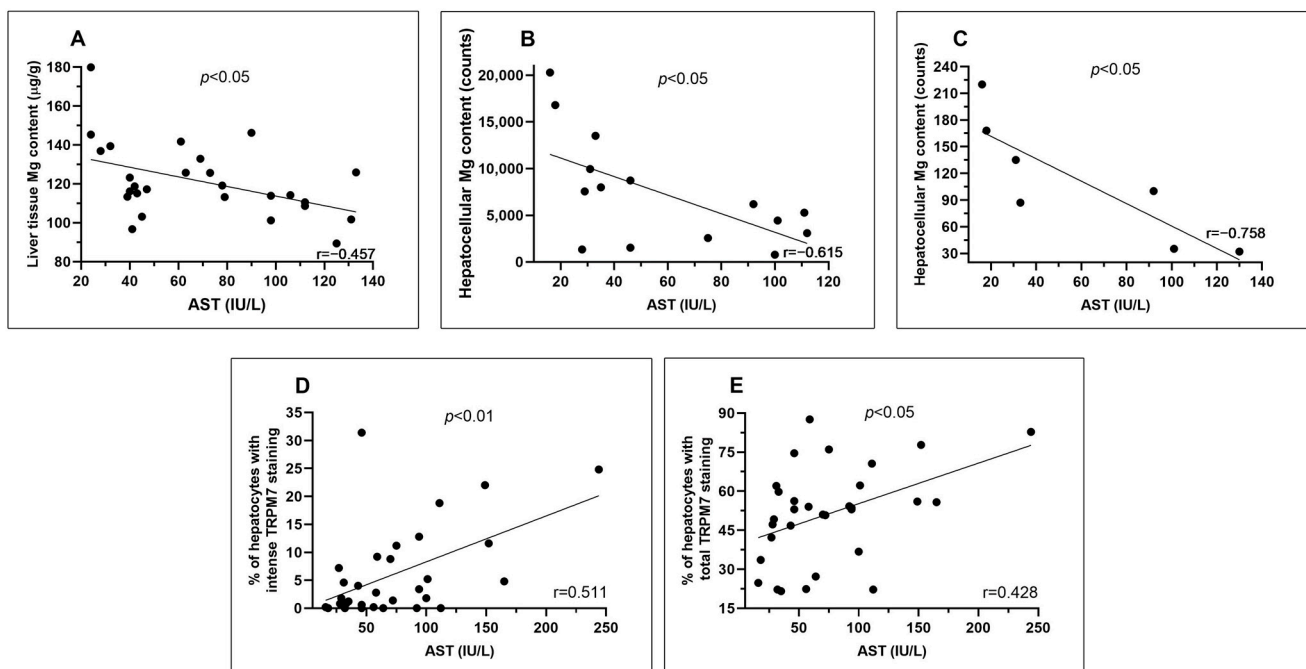 A
p<0.05
Liver tissue Mg content (µg/g)
180
160
140
120
100
80
r=−0.457
20 40 60 80 100 120 140
AST (IU/L)
B
p<0.05
Hepatocellular Mg content (counts)
20,000
15,000
10,000
5,000
0
r=−0.615
20 40 60 80 100 120
AST (IU/L)
C
p<0.05
Hepatocellular Mg content (counts)
240
210
180
150
120
90
60
30
r=−0.758
20 40 60 80 100 120 140
AST (IU/L)
D
p<0.01
% of hepatocytes with
intense TRPM7 staining
35
30
25
20
15
10
5
0
r=0.511
50 100 150 200 250
AST (IU/L)
E
p<0.05
% of hepatocytes with
total TRPM7 staining
90
75
60
45
30
15
r=0.428
50 100 150 200 250
AST (IU/L)